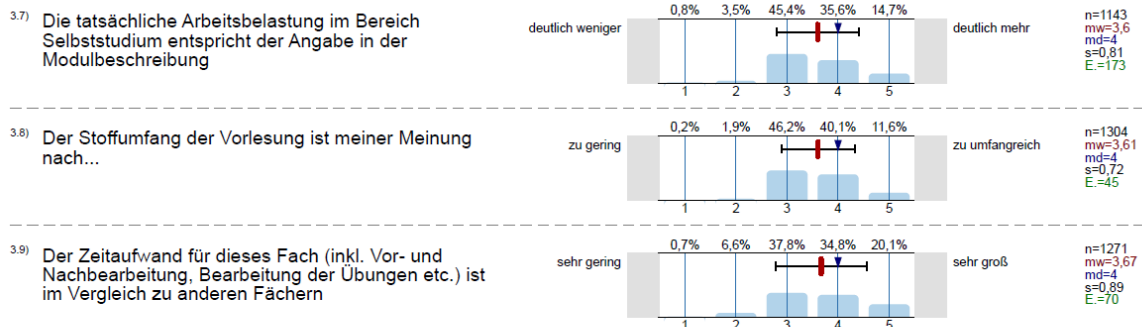 3.7) Die tatsächliche Arbeitsbelastung im Bereich
Selbststudium entspricht der Angabe in der
Modulbeschreibung
deutlich weniger
0,8% 3,5% 45,4% 35,6% 14,7%
1 2 3 4 5
deutlich mehr
n=1143
mw=3,6
md=4
s=0,81
E.=173
3.8) Der Stoffumfang der Vorlesung ist meiner Meinung
nach...
zu gering
0,2% 1,9% 46,2% 40,1% 11,6%
1 2 3 4 5
zu umfangreich
n=1304
mw=3,61
md=4
s=0,72
E.=45
3.9) Der Zeitaufwand für dieses Fach (inkl. Vor- und
Nachbearbeitung, Bearbeitung der Übungen etc.) ist
im Vergleich zu anderen Fächern
sehr gering
0,7% 6,6% 37,8% 34,8% 20,1%
1 2 3 4 5
sehr groß
n=1271
mw=3,67
md=4
s=0,89
E.=70